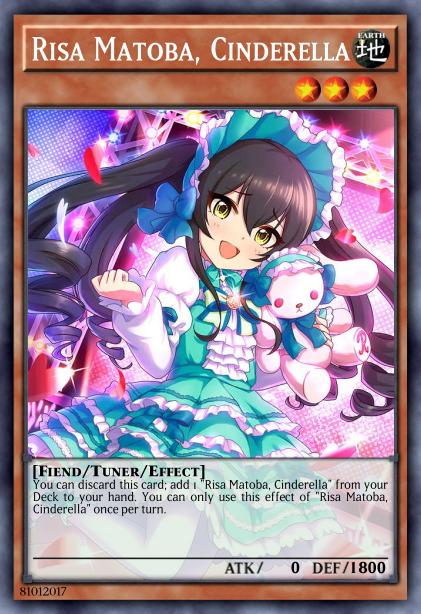 Risa Matoba, Cinderella
EARTH
地
[Fiend/Tuner/Effect]
You can discard this card; add 1 "Risa Matoba, Cinderella" from your
Deck to your hand. You can only use this effect of "Risa Matoba,
Cinderella" once per turn.
ATK/ 0 DEF/1800
81012017
R